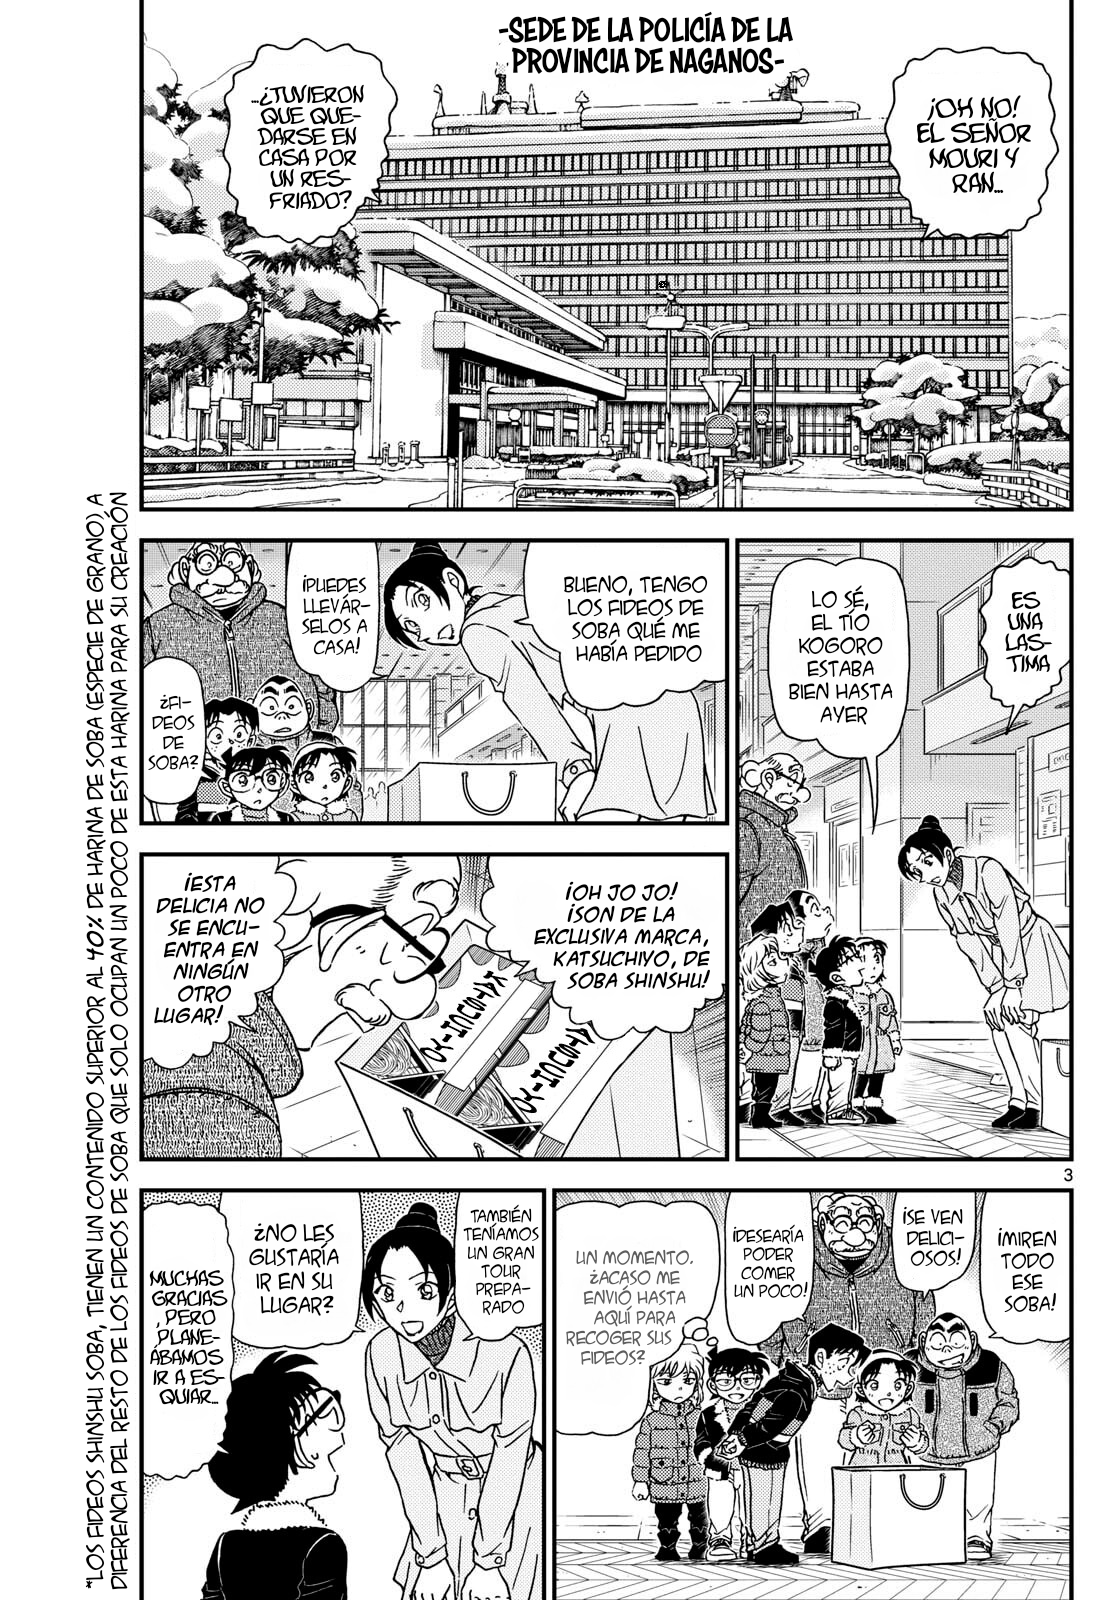 -SEDE DE LA POLICÍA DE LA
PROVINCIA DE NAGANOS-
¡OH NO!
EL SEÑOR
MOURI Y
RAN...
...¿TUVIERON
QUE QUE-
DARSE EN
CASA POR
UN RES-
FRIADO?
ES
UNA
LAS-
TIMA
LO SÉ,
EL TÍO
KOGORO
ESTABA
BIEN HASTA
AYER
BUENO, TENGO
LOS FIDEOS DE
SOBA QUÉ ME
HABÍA PEDIDO
¡PUEDES
LLEVÁR-
SELOS A
CASA!
¿FI-
DEOS
DE
SOBA?
¡OH JO JO!
¡SON DE LA
EXCLUSIVA MARCA,
KATSUCHIYO, DE
SOBA SHINSHU!
¡ESTA
DELICIA NO
SE ENCU-
ENTRA EN
NINGÚN
OTRO
LUGAR!
KATSUCHI-YO
KATSUCHI-YO
3
¡MIREN
TODO
ESE
SOBA!
¡SE VEN
DELICI-
OSOS!
¡DESEARÍA
PODER
COMER
UN POCO!
UN MOMENTO.
¿ACASO ME
ENVIÓ HASTA
AQUÍ PARA
RECOGER SUS
FIDEOS?
TAMBIÉN
TENÍAMOS
UN GRAN
TOUR
PREPA-
RADO
¿NO LES
GUSTARÍA
IR EN SU
LUGAR?
MUCHAS
GRACIAS
,PERO
PLANE-
ÁBAMOS
IR A ES-
QUIAR...
*LOS FIDEOS SHINSHU SOBA, TIENEN UN CONTENIDO SUPERIOR AL 40% DE HARINA DE SOBA (ESPECIE DE GRANO), A
DIFERENCIA DEL RESTO DE LOS FIDEOS DE SOBA QUE SOLO OCUPAN UN POCO DE ESTA HARINA PARA SU CREACIÓN